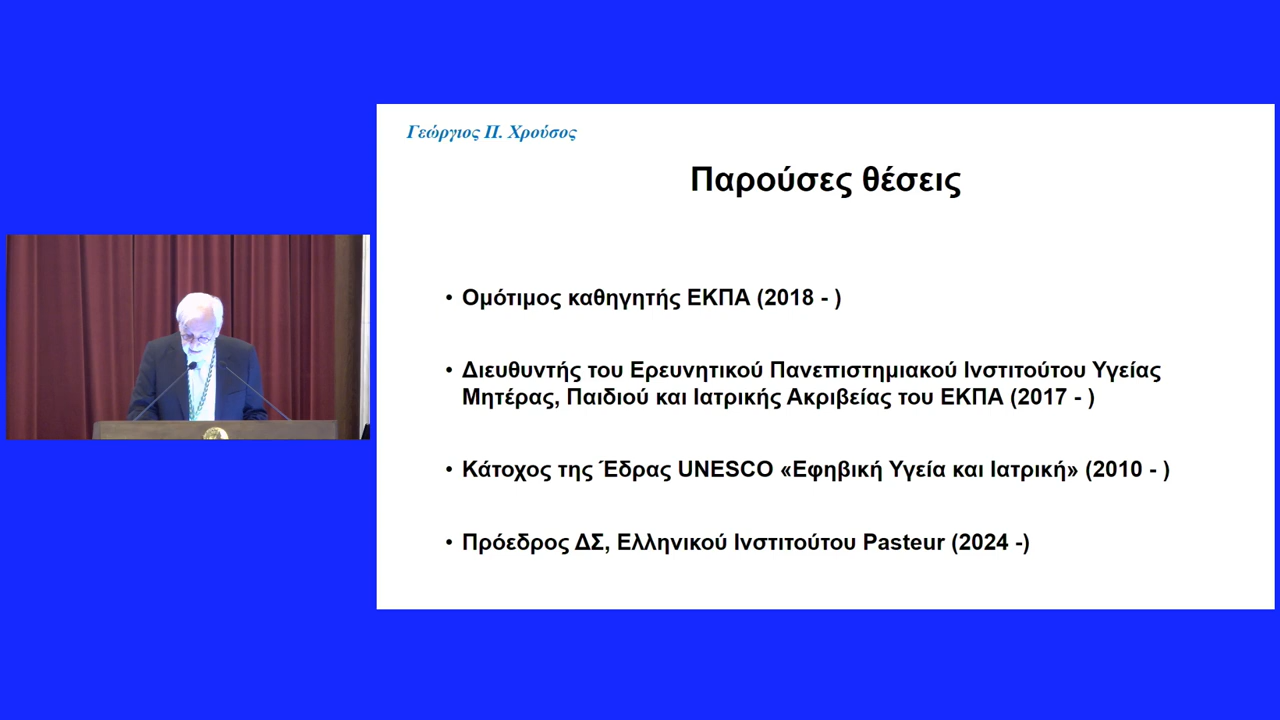 Γεώργιος Π. Χρούσος
Παρούσες θέσεις
• Ομότιμος καθηγητής ΕΚΠΑ (2018 - )
• Διευθυντής του Ερευνητικού Πανεπιστημιακού Ινστιτούτου Υγείας
Μητέρας, Παιδιού και Ιατρικής Ακριβείας του ΕΚΠΑ (2017 - )
• Κάτοχος της Έδρας UNESCO «Εφηβική Υγεία και Ιατρική» (2010 - )
• Πρόεδρος ΔΣ, Ελληνικού Ινστιτούτου Pasteur (2024 -)